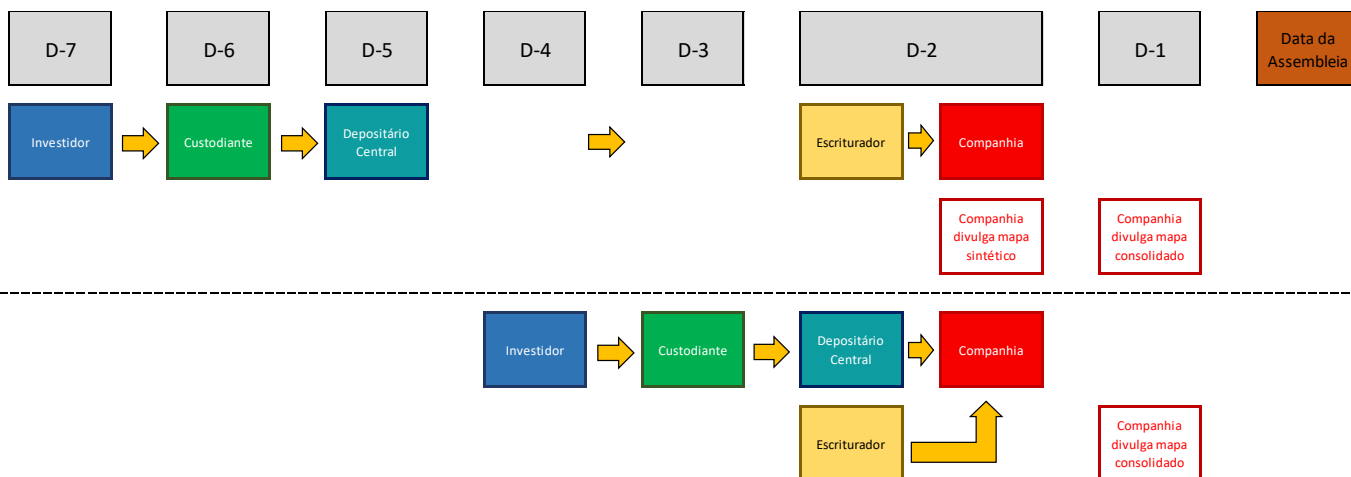 D-7
D-6
D-5
D-4
D-3
D-2
D-1
Data da
Assembleia
Investidor
Custodiante
Depositário
Central
Escriturador
Companhia
Companhia
divulga mapa
sintético
Companhia
divulga mapa
consolidado
Investidor
Custodiante
Depositário
Central
Companhia
Escriturador
Companhia
divulga mapa
consolidado